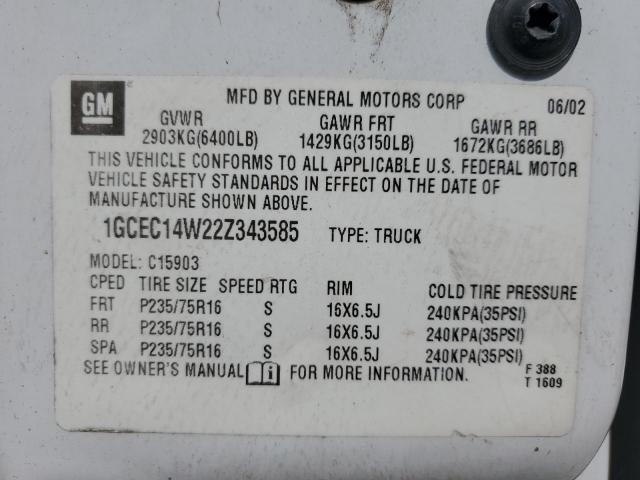 GM
MFD BY GENERAL MOTORS CORP 06/02
GVWR GAWR FRT GAWR RR
2903KG(6400LB) 1429KG(3150LB) 1672KG(3686LB)
THIS VEHICLE CONFORMS TO ALL APPLICABLE U.S. FEDERAL MOTOR
VEHICLE SAFETY STANDARDS IN EFFECT ON THE DATE OF
MANUFACTURE SHOWN ABOVE.
1GCEC14W22Z343585 TYPE: TRUCK
MODEL: C15903
CPED TIRE SIZE SPEED RTG RIM COLD TIRE PRESSURE
FRT P235/75R16 S 16X6.5J 240KPA(35PSI)
RR P235/75R16 S 16X6.5J 240KPA(35PSI)
SPA P235/75R16 S 16X6.5J 240KPA(35PSI)
SEE OWNER'S MANUAL i FOR MORE INFORMATION.
F 388
T 1609